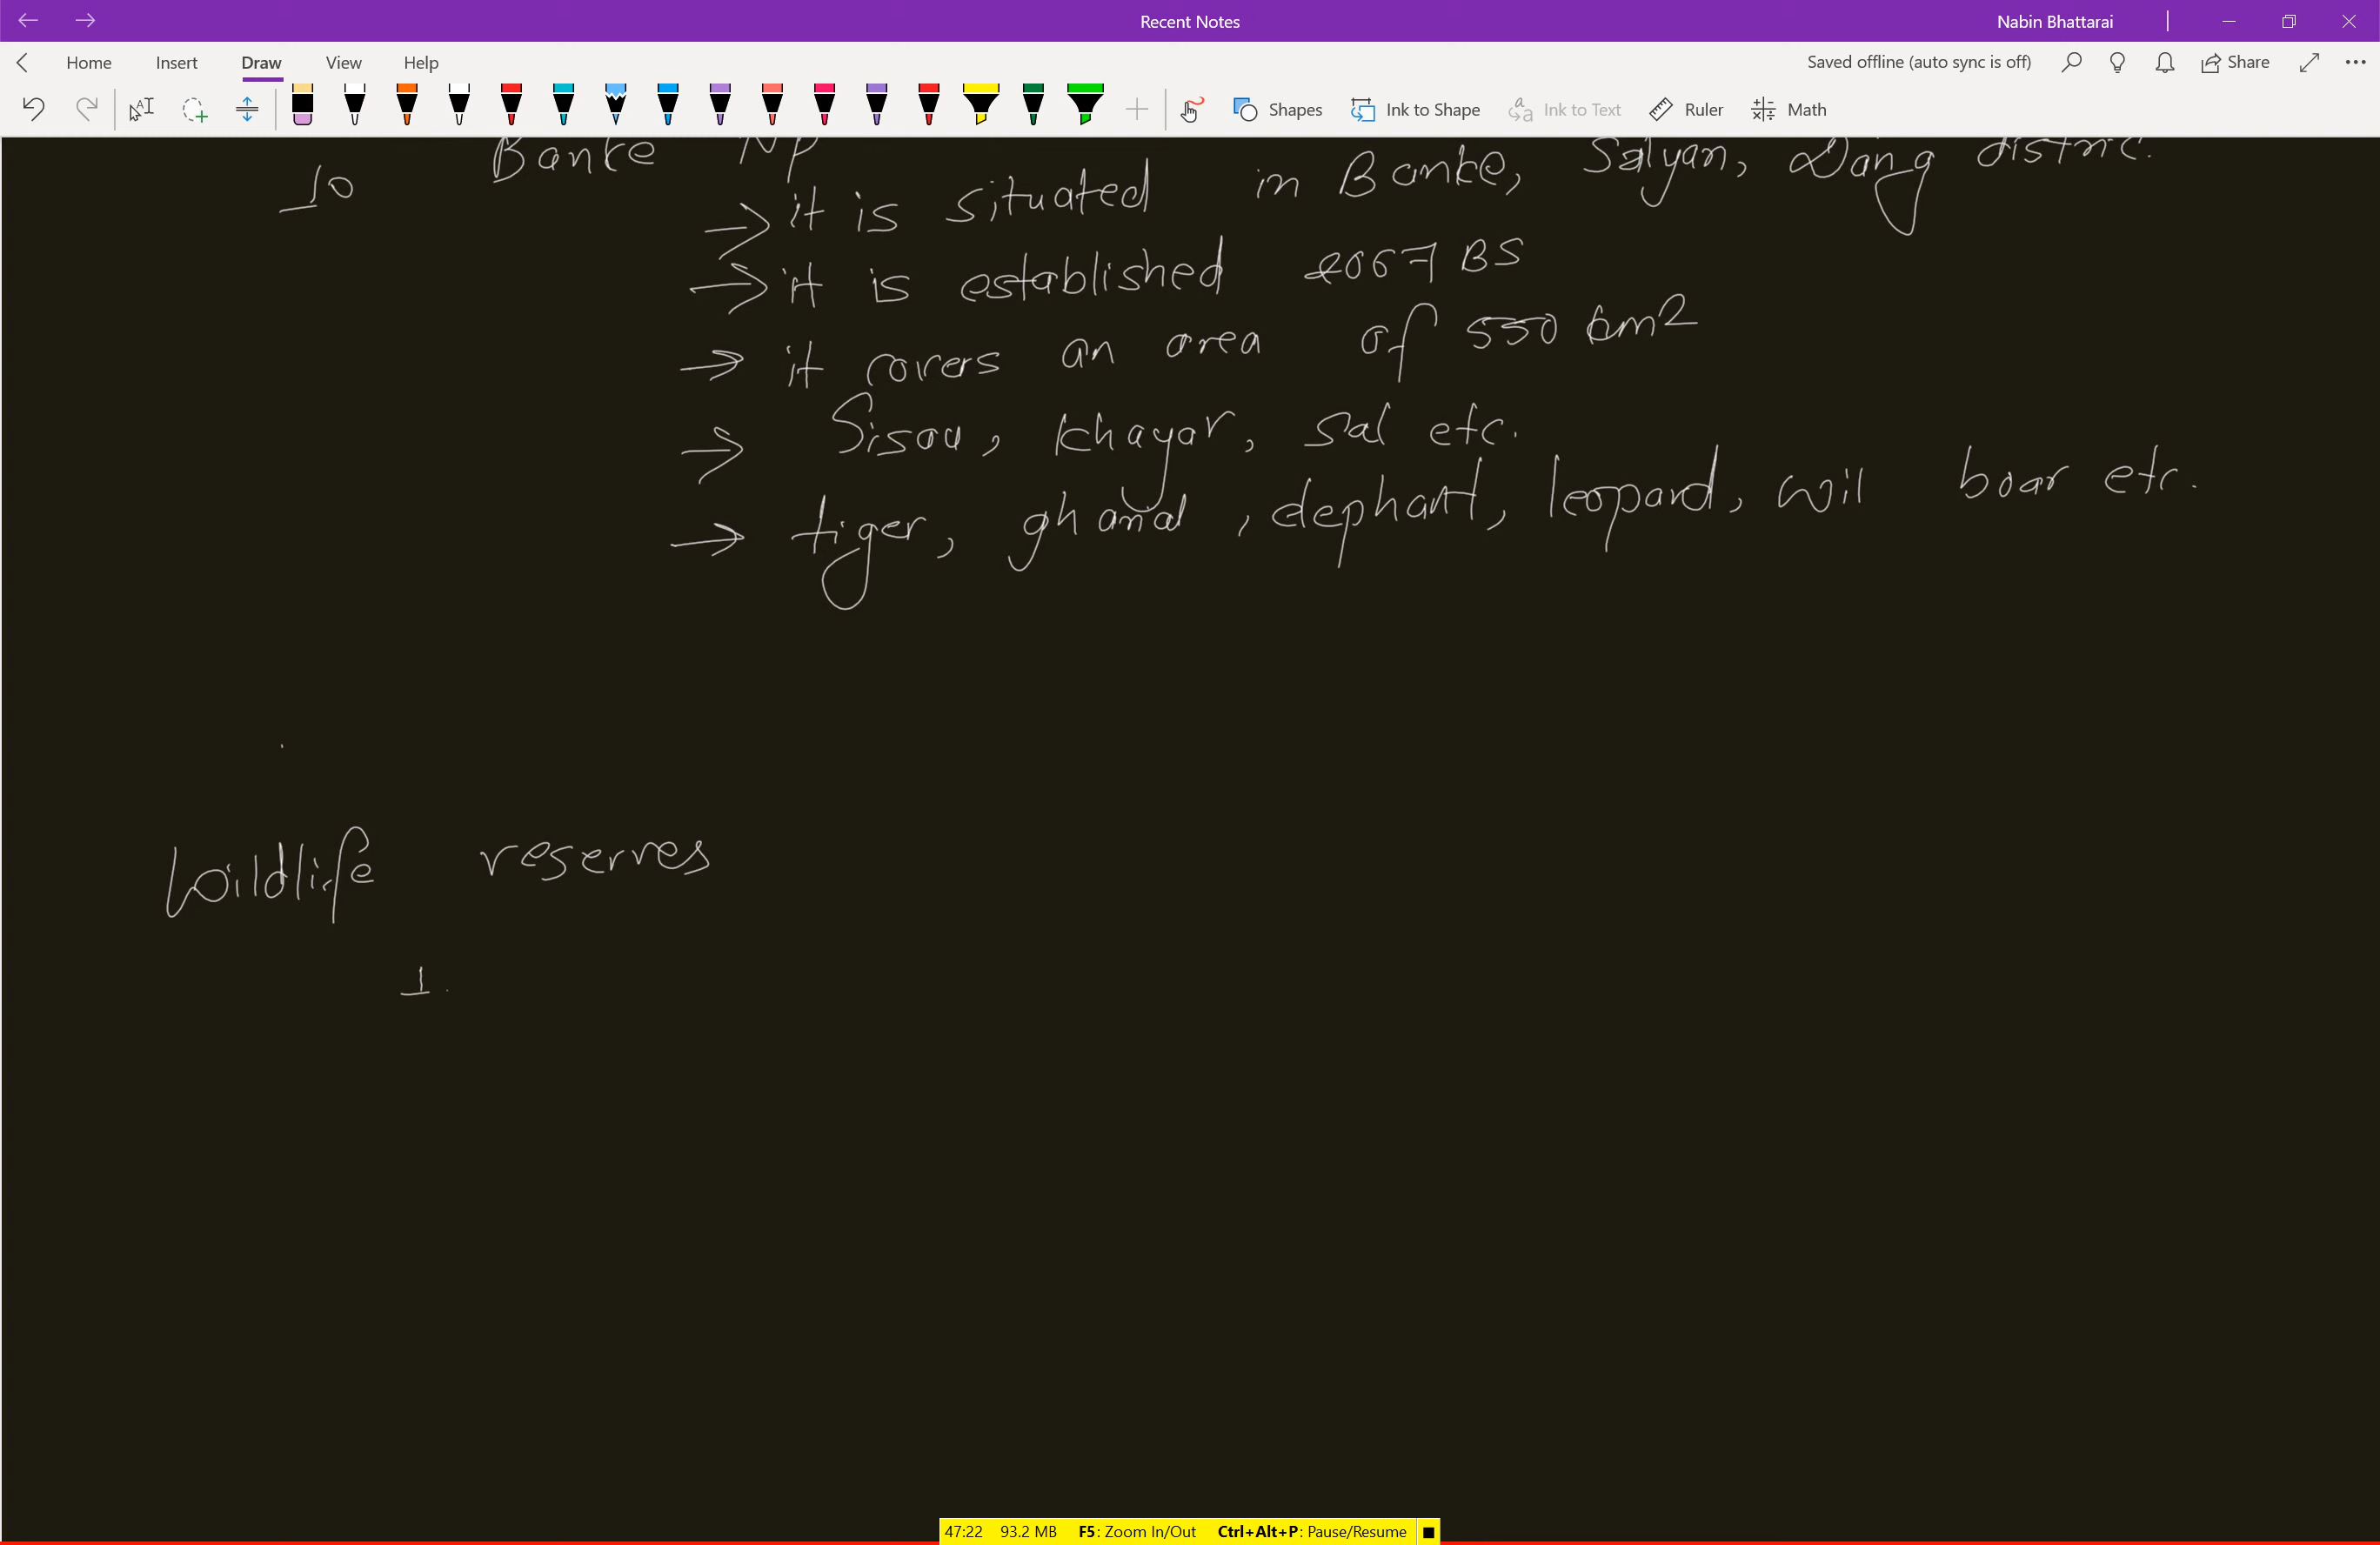 Recent Notes
Nabin Bhattarai
Home Insert Draw View Help
Saved offline (auto sync is off)
Share
Shapes
Ink to Shape
Ink to Text
Ruler
Math
10 Banke NP
→ it is situated in Banke, Salyan, Dang distric.
→ it is established 2067 BS
→ it covers an area of 550 km2
→ Sisau, khayar, sal etc.
→ tiger, elephant, leopard, wil boar etc.
Wildlife reserves
1.
47:22 93.2 MB F5: Zoom In/Out Ctrl+Alt+P: Pause/Resume